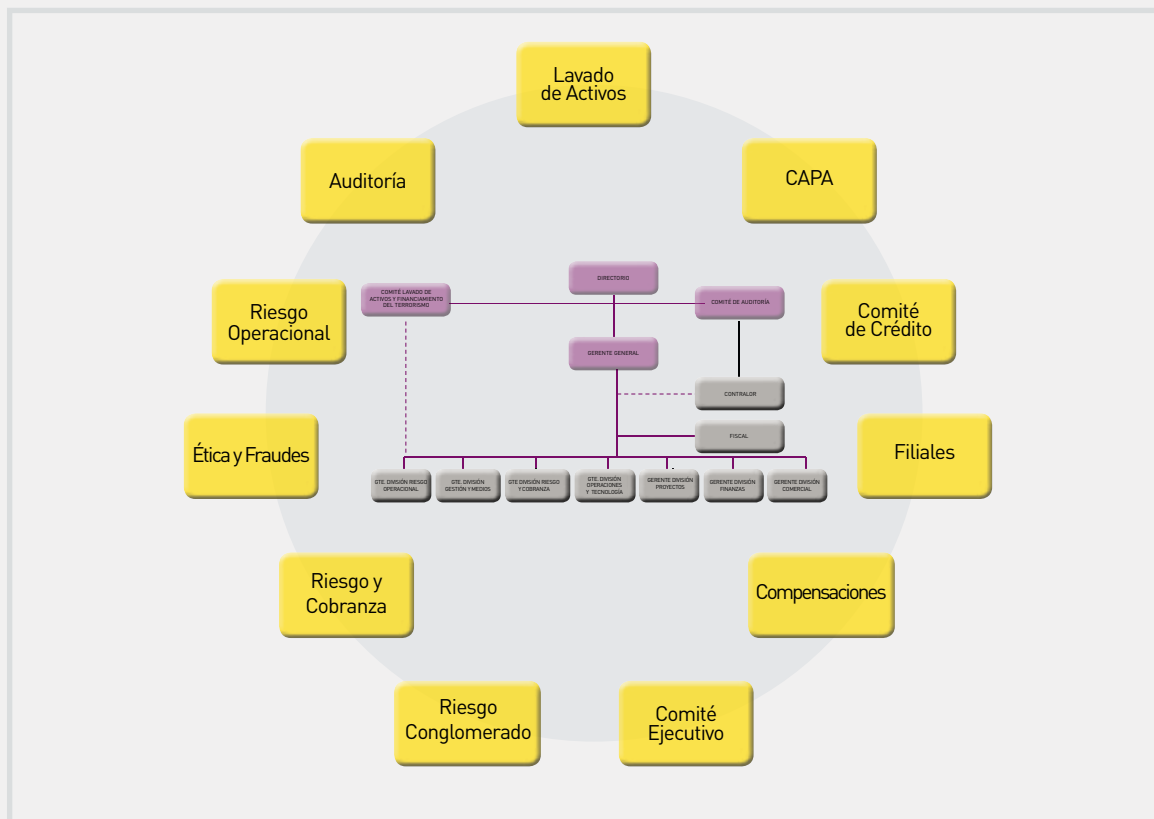 Lavado
de Activos
Auditoría
CAPA
DIRECTORIO
COMITÉ LAVADO DE
ACTIVOS Y FINANCIAMIENTO
DEL TERRORISMO
COMITÉ DE AUDITORÍA
Riesgo
Operacional
Comité
de Crédito
GERENTE GENERAL
CONTRALOR
FISCAL
Ética y Fraudes
Filiales
GTE. DIVISIÓN RIESGO
OPERACIONAL
GTE. DIVISIÓN
GESTIÓN Y MEDIOS
GTE DIVISIÓN RIESGO
Y COBRANZA
GTE. DIVISIÓN
OPERACIONES
Y TECNOLOGÍA
GERENTE DIVISIÓN
PROYECTOS
GERENTE DIVISIÓN
FINANZAS
GERENTE DIVISIÓN
COMERCIAL
Riesgo y
Cobranza
Compensaciones
Riesgo
Conglomerado
Comité
Ejecutivo